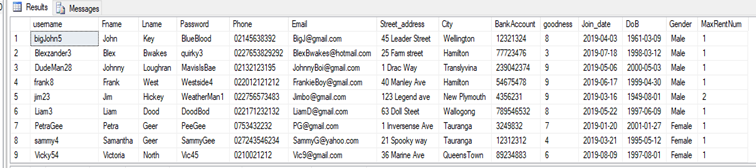 Results Messages
username Fname Lname Password Phone Email Street_address City BankAccount goodness Join_date DoB Gender MaxRentNum
1 bigJohn5 John Key BlueBlood 02145638392 BigJ@gmail.com 45 Leader Street Wellington 12321324 8 2019-04-03 1961-03-09 Male 1
2 Blexzander3 Blex Bwakes quirky3 0227653829292 AlexBwakes@hotmail.com 25 Farm street Hamilton 77723476 3 2019-07-18 1998-03-12 Male 1
3 DudeMan28 Johnny Loughran MavisIsBae 02132123195 JohnnyBoi@gmail.com 1 Drac Way Translyvina 239042374 9 2019-05-06 2000-05-03 Male 1
4 frank8 Frank West Westside4 022012121212 FrankieBoy@gmail.com 40 Manley Ave Hamilton 54675478 9 2019-06-17 1999-04-30 Male 1
5 jim23 Jim Hickey WeatherMan1 022756573483 Jimbo@gmail.com 123 Legend ave New Plymouth 4356231 9 2019-03-16 1949-08-01 Male 2
6 Liam3 Liam Dowd DoodBod 022171232132 LiamD@gmail.com 63 Doll Steet Wallogong 789546532 8 2019-05-22 1997-06-09 Male 1
7 PetraGee Petra Geer PeeGee 0753432232 PG@gmail.com 1 Inversense Ave Tauranga 3249832 7 2019-01-20 2001-01-27 Female 1
8 sammy4 Samantha Geer SammyGee 027243546234 SammyG@yahoo.com 21 Spooky way Tauranga 12312312 4 2019-03-21 1995-05-12 Female 1
9 Vicky54 Victoria North Vic45 0210021212 Vic9@gmail.com 36 Marine Ave QueensTown 89234883 6 2019-08-09 1997-08-01 Female 1